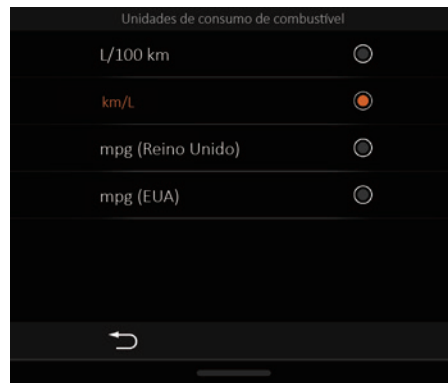 Unidades de consumo de combustível
L/100 km
km/L
mpg (Reino Unido)
mpg (EUA)